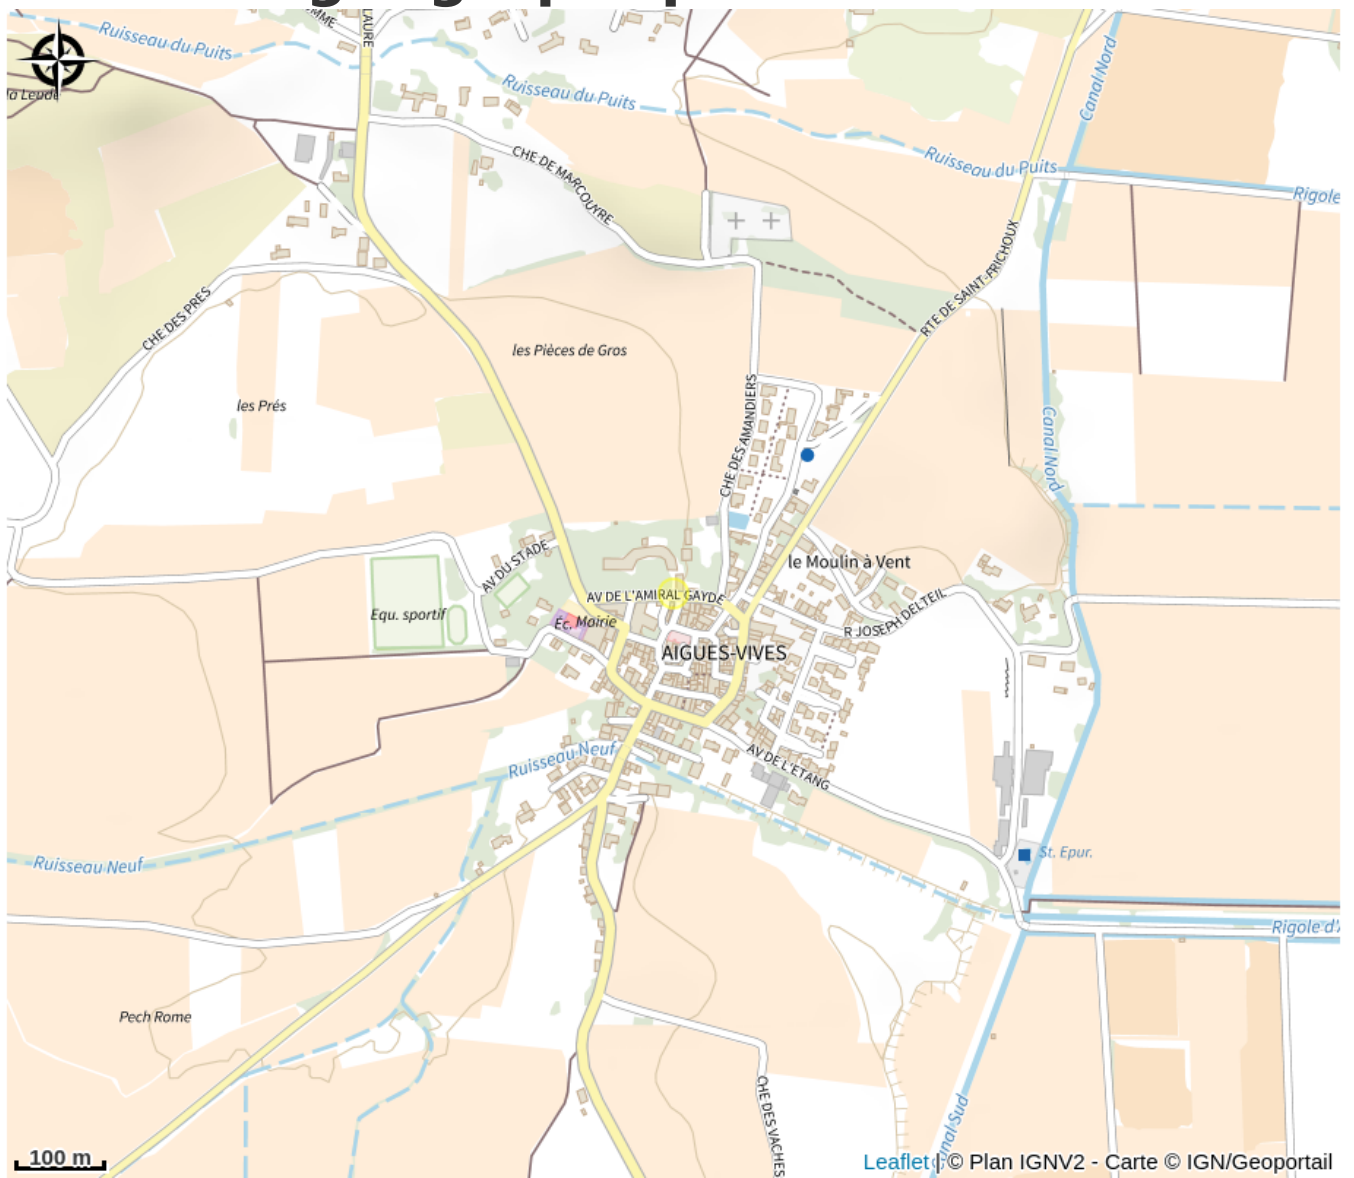 OMME
LAURE
Ruisseau du Puits
Canal Nord
la Leude
Ruisseau du Puits
CHE DE MARCOUYRE
Ruisseau du Puits
Rigole
RTE DE SAINT-FRICHOUX
CHE DES PRES
les Pièces de Gros
les Prés
CHE DES AMANDIERS
Canal Nord
AV DU STADE
le Moulin à Vent
AV DE L'AMIRAL GAYDE
Equ. sportif
Éc. Mairie
R JOSEPH DELTEIL
AIGUES-VIVES
Ruisseau Neuf
AV DE L'ETANG
Ruisseau Neuf
St. Epur.
Rigole d'
Pech Rome
CHE DES VACHES
anal Sud
100 m
Leaflet | © Plan IGNV2 - Carte © IGN/Geoportail